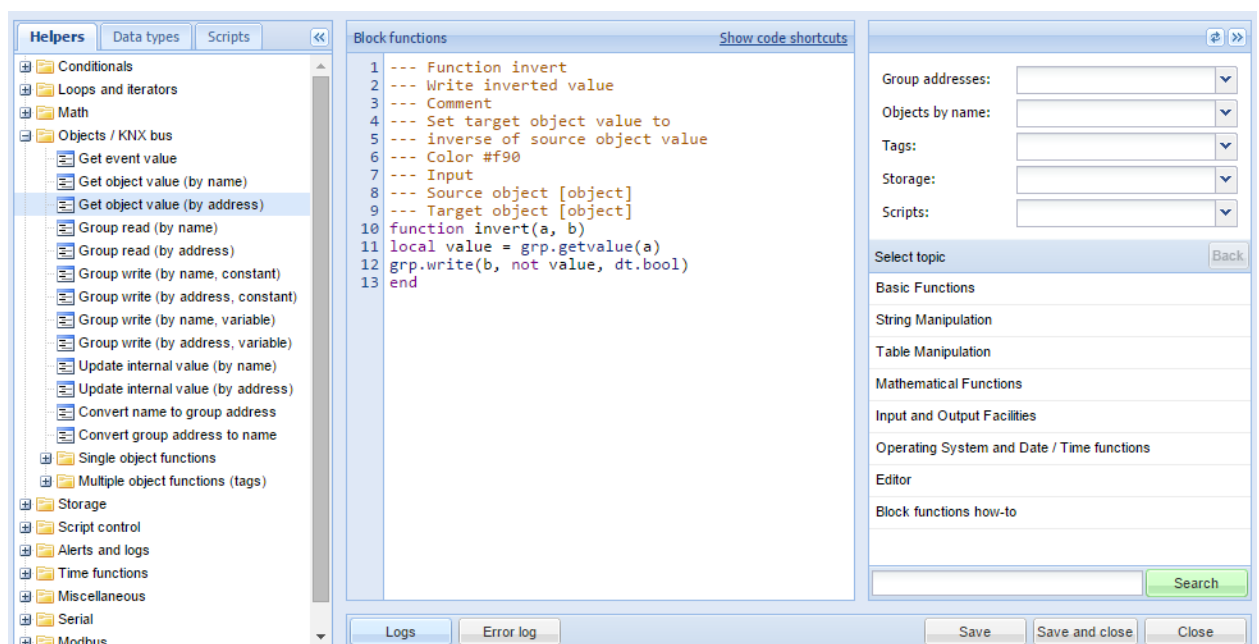 Helpers
Data types
Scripts
Conditionals
Loops and iterators
Math
Objects / KNX bus
Get event value
Get object value (by name)
Get object value (by address)
Group read (by name)
Group read (by address)
Group write (by name, constant)
Group write (by address, constant)
Group write (by name, variable)
Group write (by address, variable)
Update internal value (by name)
Update internal value (by address)
Convert name to group address
Convert group address to name
Single object functions
Multiple object functions (tags)
Storage
Script control
Alerts and logs
Time functions
Miscellaneous
Serial
Modbus
Block functions
Show code shortcuts
1 --- Function invert
2 --- Write inverted value
3 --- Comment
4 --- Set target object value to
5 --- inverse of source object value
6 --- Color #f90
7 --- Input
8 --- Source object [object]
9 --- Target object [object]
10 function invert(a, b)
11 local value = grp.getvalue(a)
12 grp.write(b, not value, dt.bool)
13 end
Logs
Error log
Save
Save and close
Close
Group addresses:
Objects by name:
Tags:
Storage:
Scripts:
Select topic
Back
Basic Functions
String Manipulation
Table Manipulation
Mathematical Functions
Input and Output Facilities
Operating System and Date / Time functions
Editor
Block functions how-to
Search